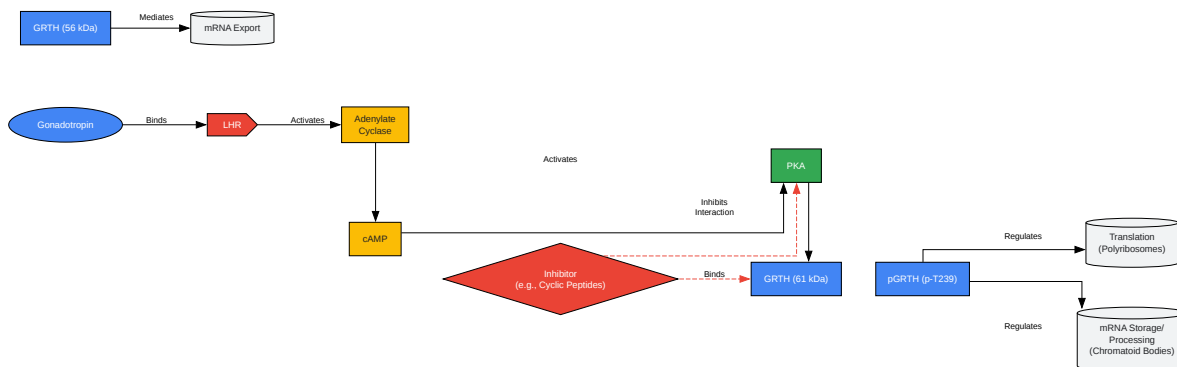 GRTH (56 kDa)
Mediates
mRNA Export
Gonadotropin
Binds
LHR
Activates
Adenylate
Cyclase
Activates
PKA
Inhibits
Interaction
cAMP
Inhibitor
(e.g., Cyclic Peptides)
Binds
GRTH (61 kDa)
pGRTH (p-T239)
Regulates
Translation
(Polyribosomes)
Regulates
mRNA Storage/
Processing
(Chromatoid Bodies)